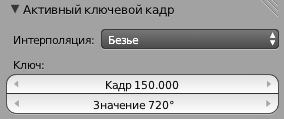 Активный ключевой кадр
Интерполяция: Безье
Ключ:
Кадр 150.000
Значение 720°